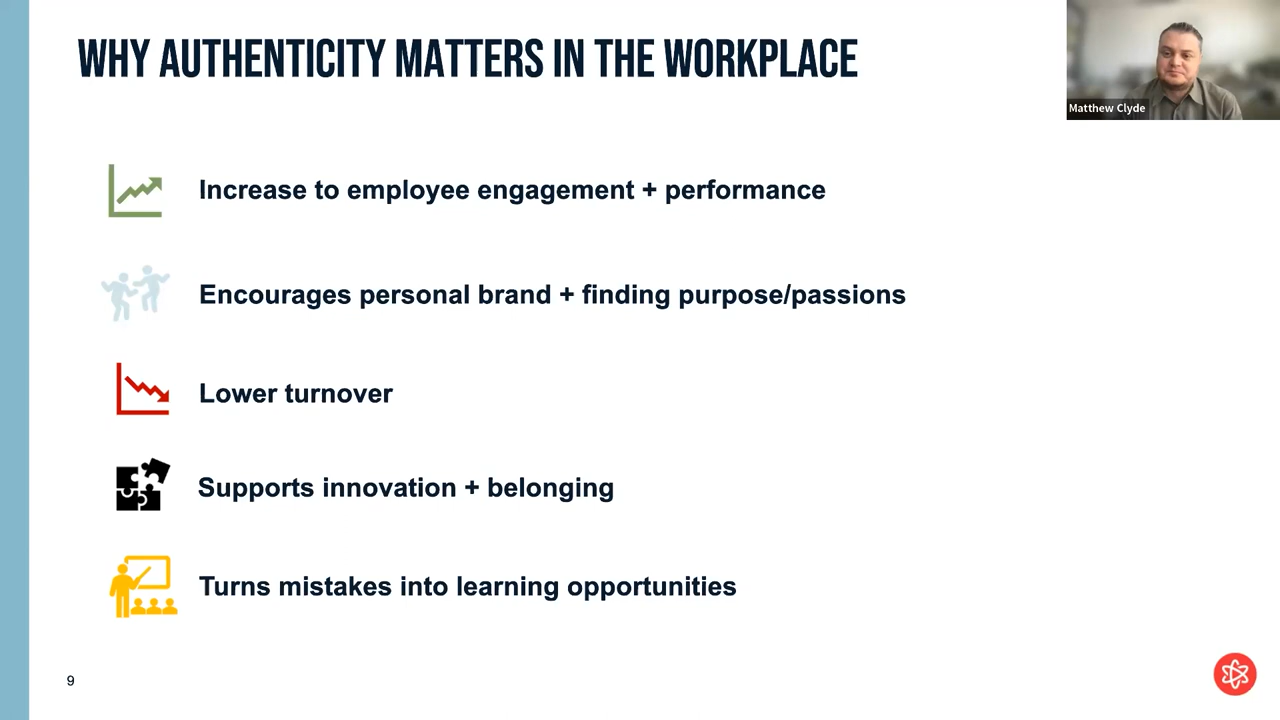 WHY AUTHENTICITY MATTERS IN THE WORKPLACE
Matthew Clyde
Increase to employee engagement + performance
Encourages personal brand + finding purpose/passions
Lower turnover
Supports innovation + belonging
Turns mistakes into learning opportunities
9